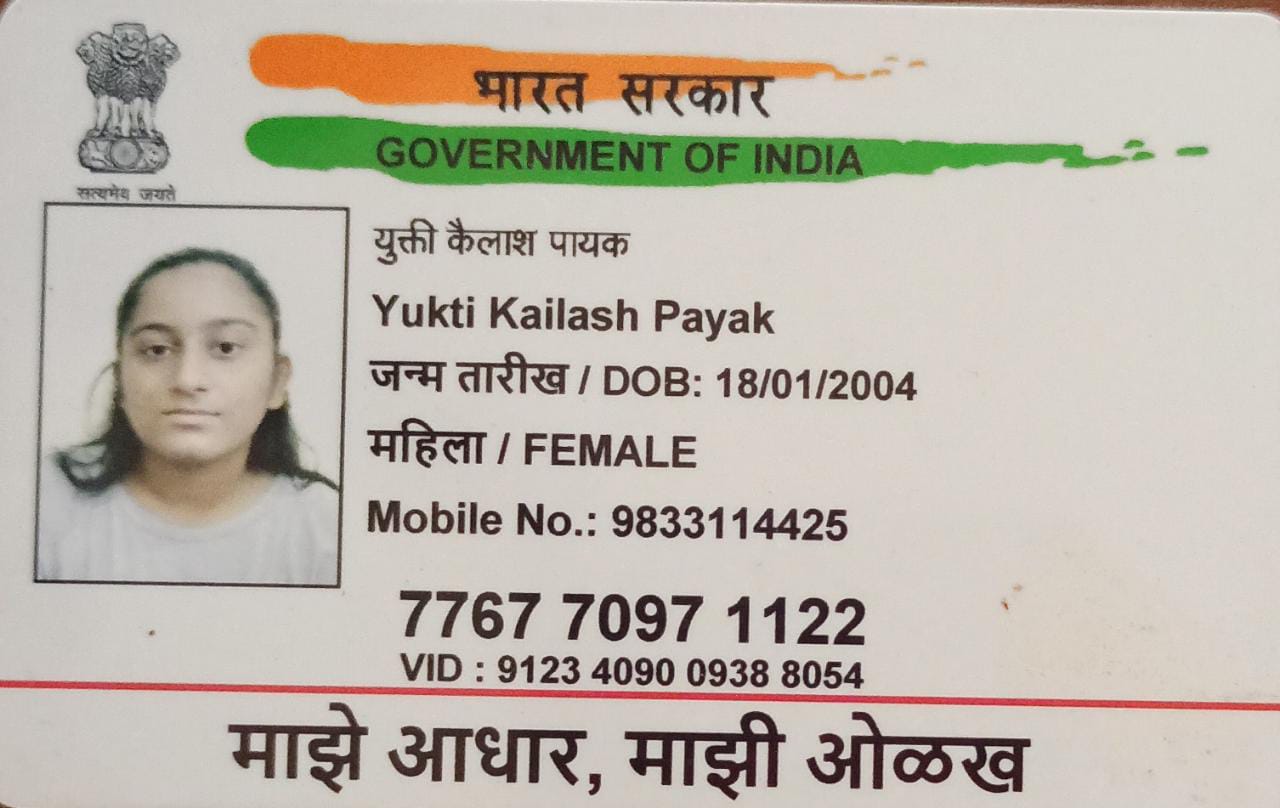 भारत सरकार
GOVERNMENT OF INDIA
सत्यमेव जयते
युक्ती कैलाश पायक
Yukti Kailash Payak
जन्म तारीख / DOB: 18/01/2004
महिला / FEMALE
Mobile No.: 9833114425
7767 7097 1122
VID : 9123 4090 0938 8054
माझे आधार, माझी ओळख